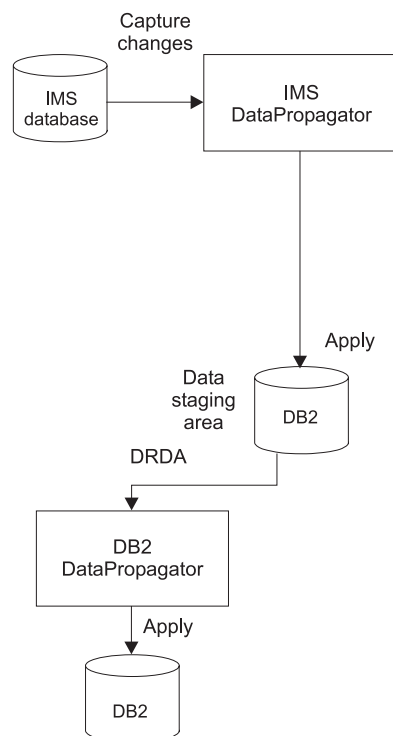 Capture
changes
IMS
database
IMS
DataPropagator
Apply
Data
staging
area
DB2
DRDA
DB2
DataPropagator
Apply
DB2